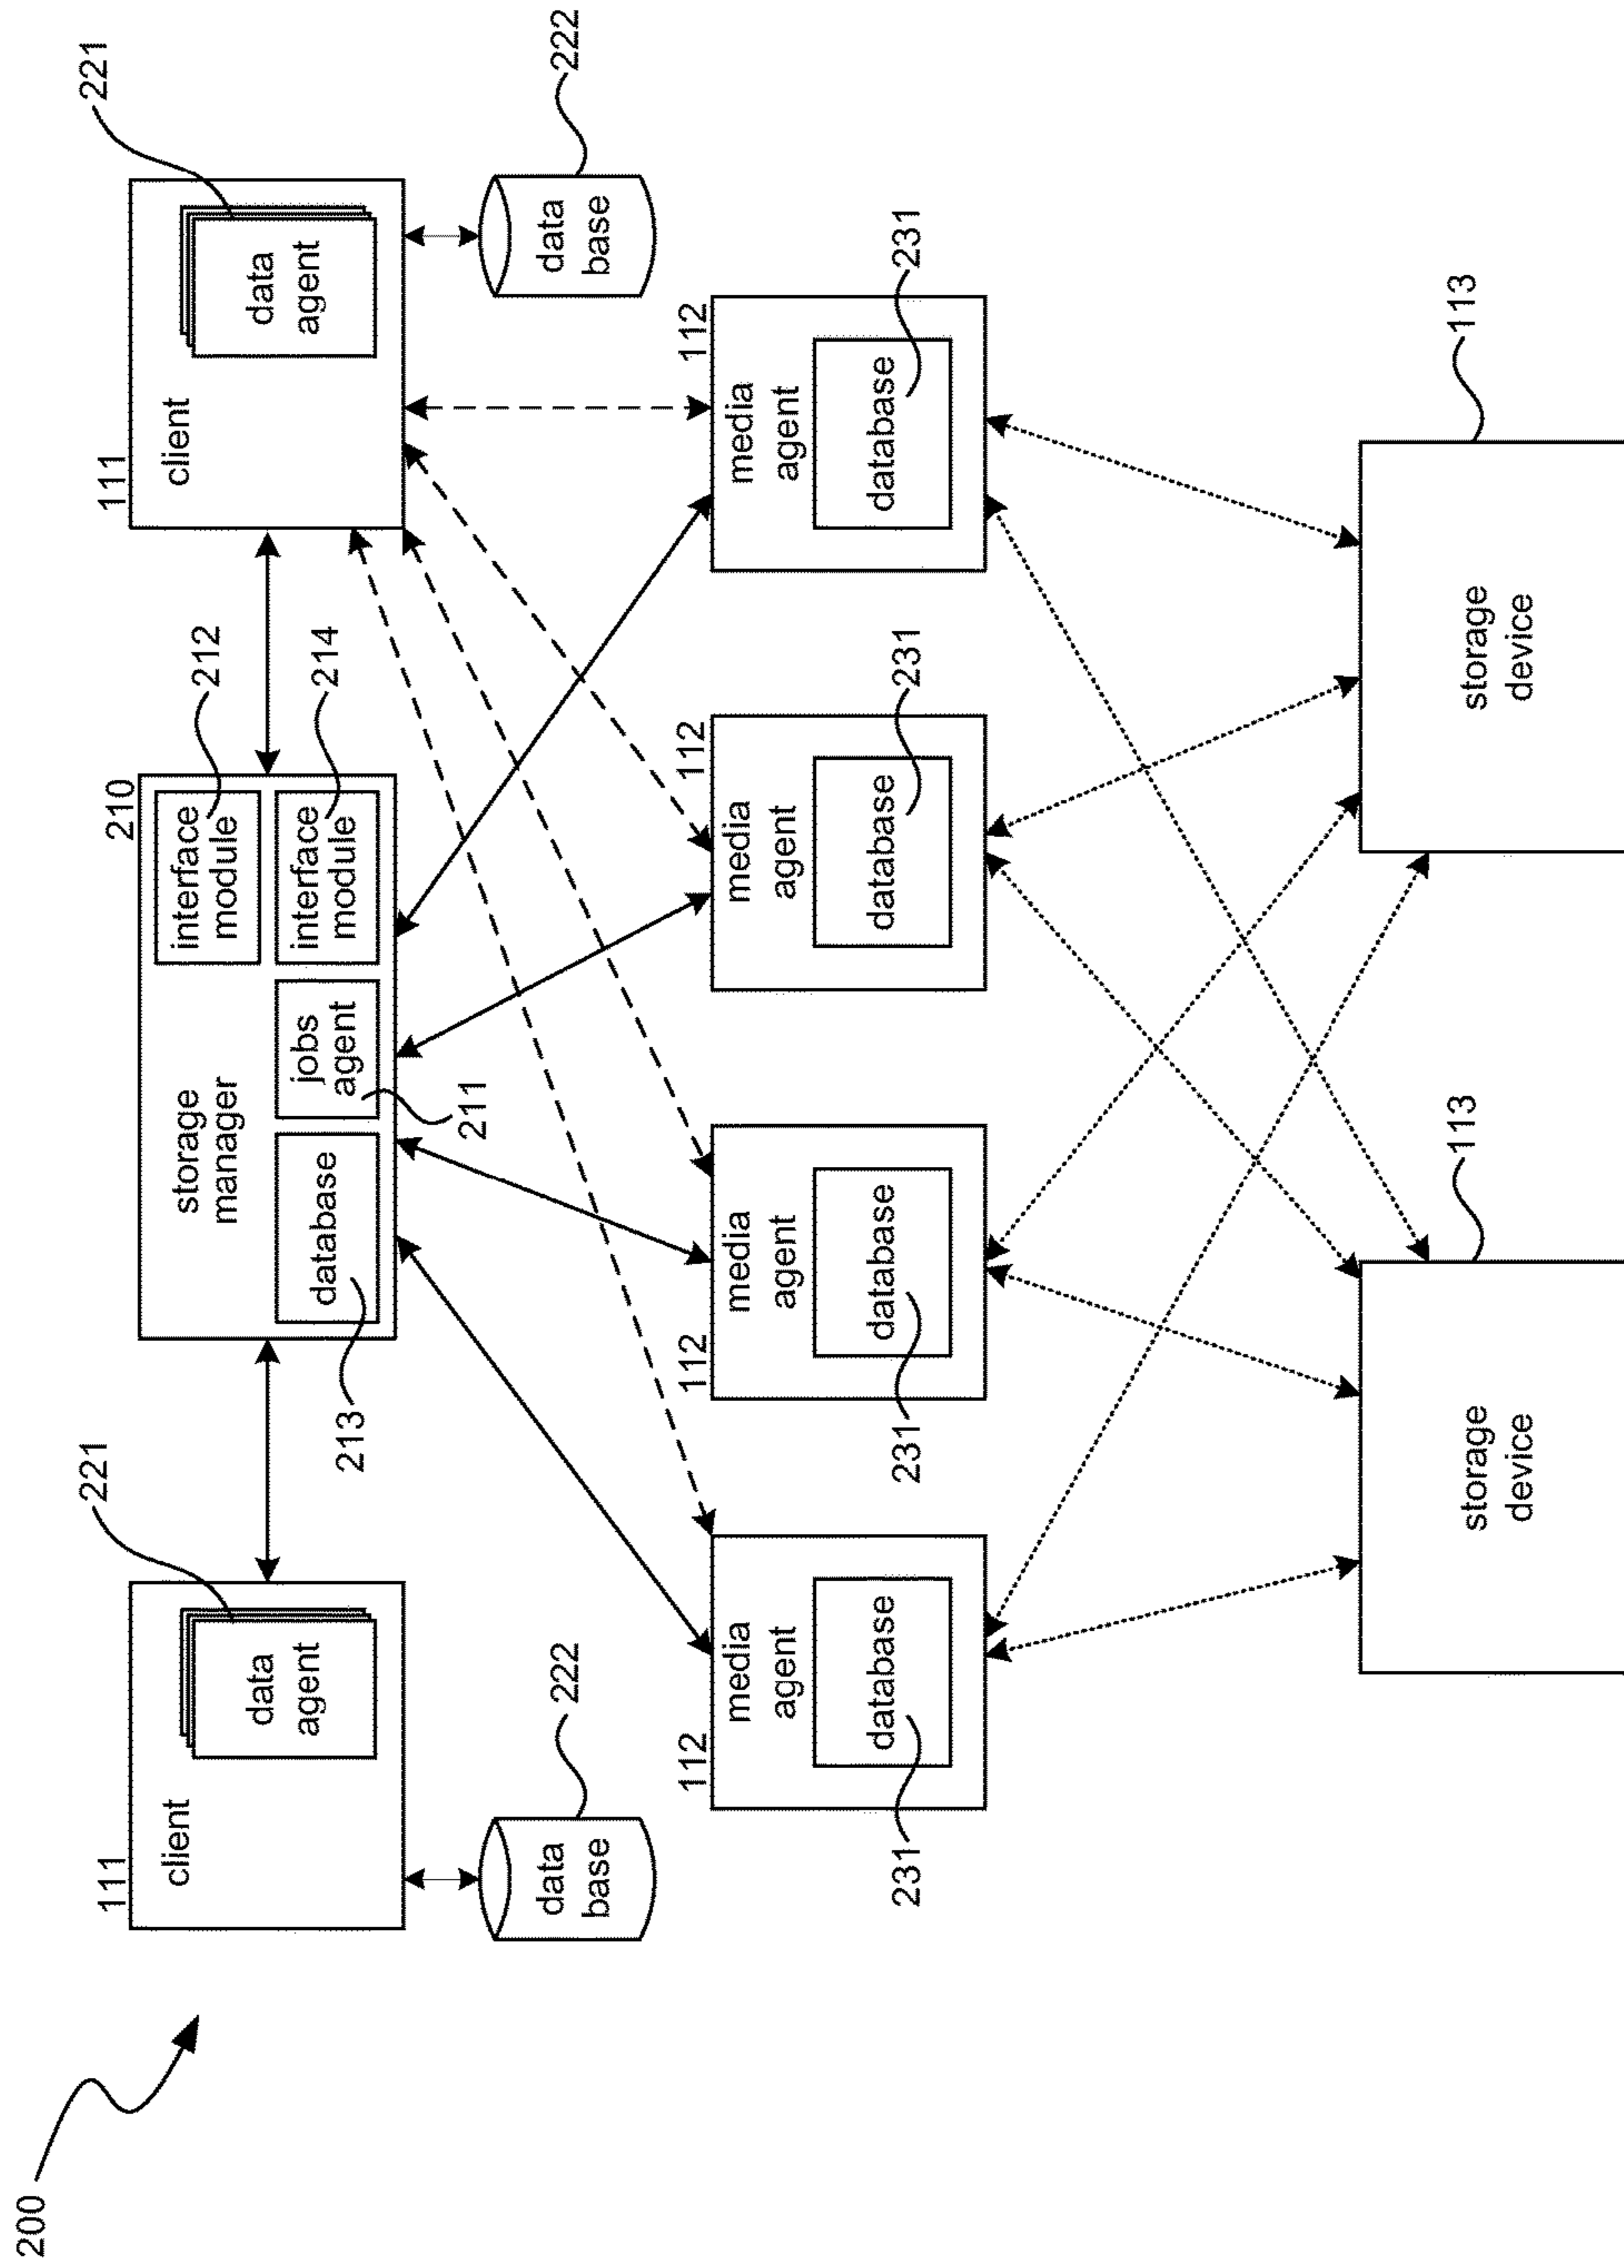 200
111
client
data
agent
221
data
base
222
210
storage
manager
database
213
jobs
agent
211
interface
module
212
interface
module
214
111
client
data
agent
221
data
base
222
112
media
agent
database
231
112
media
agent
database
231
112
media
agent
database
231
112
media
agent
database
231
storage
device
113
storage
device
113